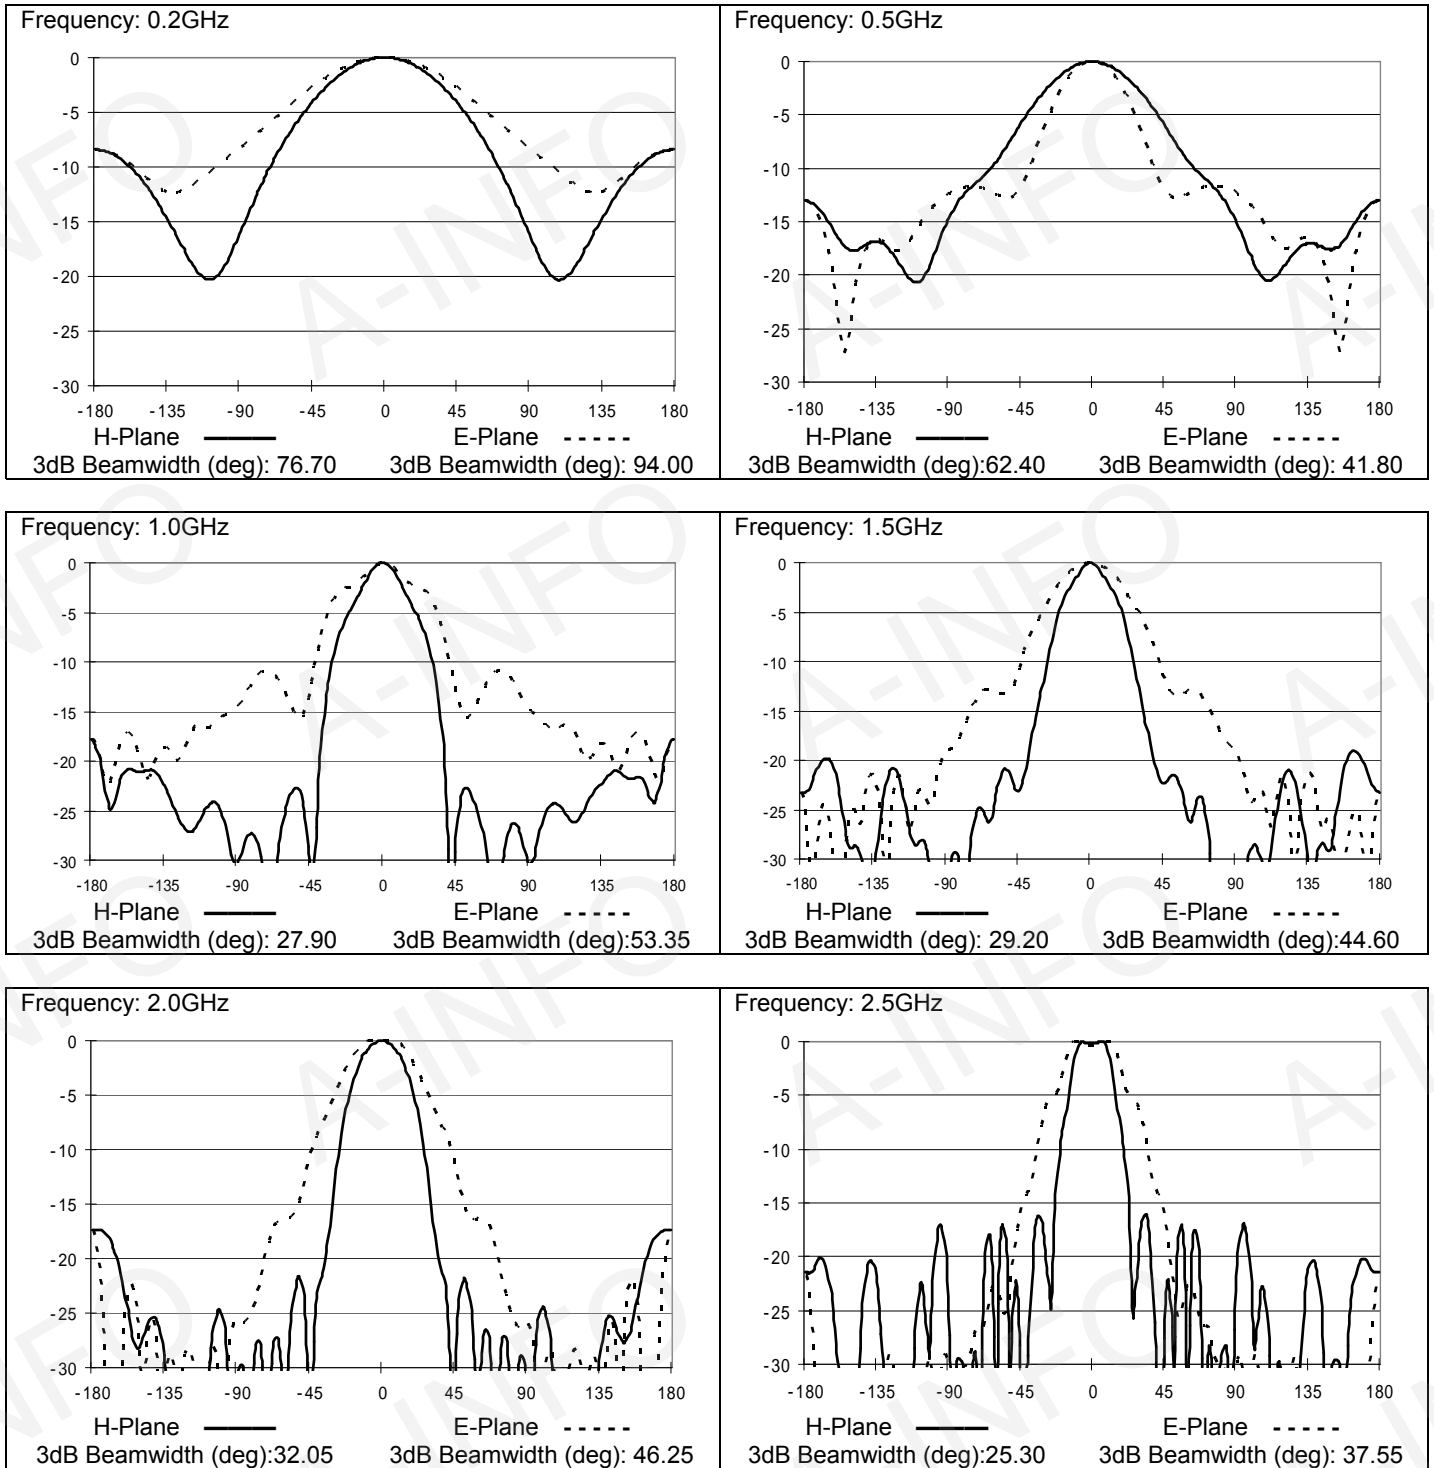 Frequency: 0.2GHz
0
-5
-10
-15
-20
-25
-30
-180 -135 -90 -45 0 45 90 135 180
H-Plane E-Plane
3dB Beamwidth (deg): 76.70 3dB Beamwidth (deg): 94.00
Frequency: 0.5GHz
0
-5
-10
-15
-20
-25
-30
-180 -135 -90 -45 0 45 90 135 180
H-Plane E-Plane
3dB Beamwidth (deg):62.40 3dB Beamwidth (deg): 41.80
Frequency: 1.0GHz
0
-5
-10
-15
-20
-25
-30
-180 -135 -90 -45 0 45 90 135 180
H-Plane E-Plane
3dB Beamwidth (deg): 27.90 3dB Beamwidth (deg):53.35
Frequency: 1.5GHz
0
-5
-10
-15
-20
-25
-30
-180 -135 -90 -45 0 45 90 135 180
H-Plane E-Plane
3dB Beamwidth (deg): 29.20 3dB Beamwidth (deg):44.60
Frequency: 2.0GHz
0
-5
-10
-15
-20
-25
-30
-180 -135 -90 -45 0 45 90 135 180
H-Plane E-Plane
3dB Beamwidth (deg):32.05 3dB Beamwidth (deg): 46.25
Frequency: 2.5GHz
0
-5
-10
-15
-20
-25
-30
-180 -135 -90 -45 0 45 90 135 180
H-Plane E-Plane
3dB Beamwidth (deg):25.30 3dB Beamwidth (deg): 37.55
A-INFO